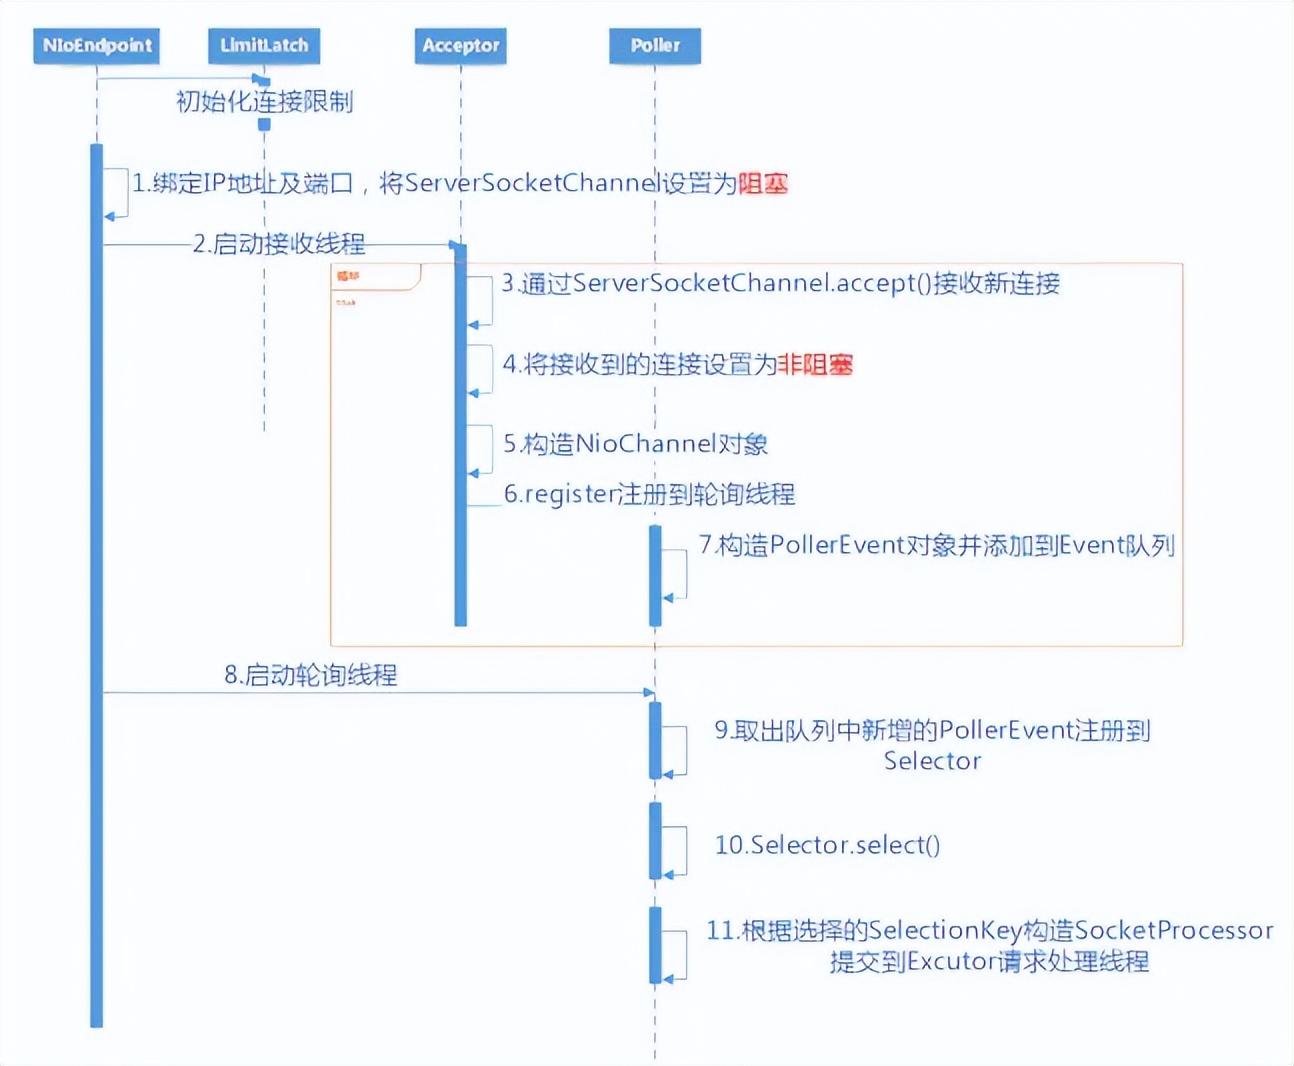 NIoEndpoint
LimitLatch
Acceptor
Poller
初始化连接限制
1.绑定IP地址及端口，将ServerSocketChannel设置为阻塞
2.启动接收线程
3.通过ServerSocketChannel.accept()接收新连接
4.将接收到的连接设置为非阻塞
5.构造NioChannel对象
6.register注册到轮询线程
7.构造PollerEvent对象并添加到Event队列
8.启动轮询线程
9.取出队列中新增的PollerEvent注册到
Selector
10.Selector.select()
11.根据选择的SelectionKey构造SocketProcessor
提交到Excutor请求处理线程